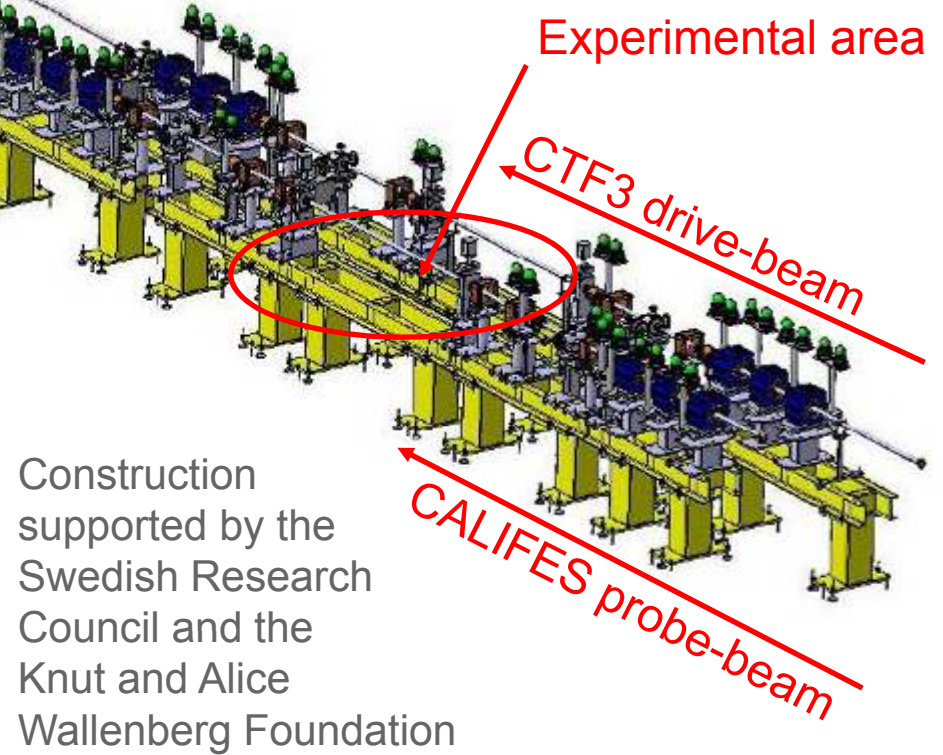 Experimental area
CTF3 drive-beam
CALIFES probe-beam
Construction
supported by the
Swedish Research
Council and the
Knut and Alice
Wallenberg Foundation